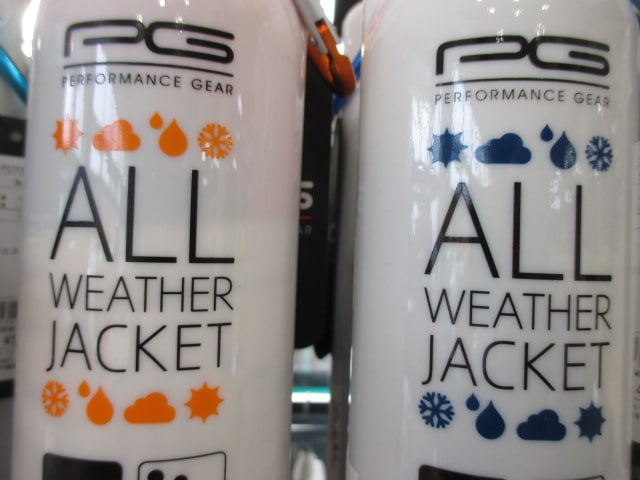 PG
PERFORMANCE GEAR
ALL
WEATHER
JACKET
PG
PERFORMANCE GEAR
ALL
WEATHER
JACKET